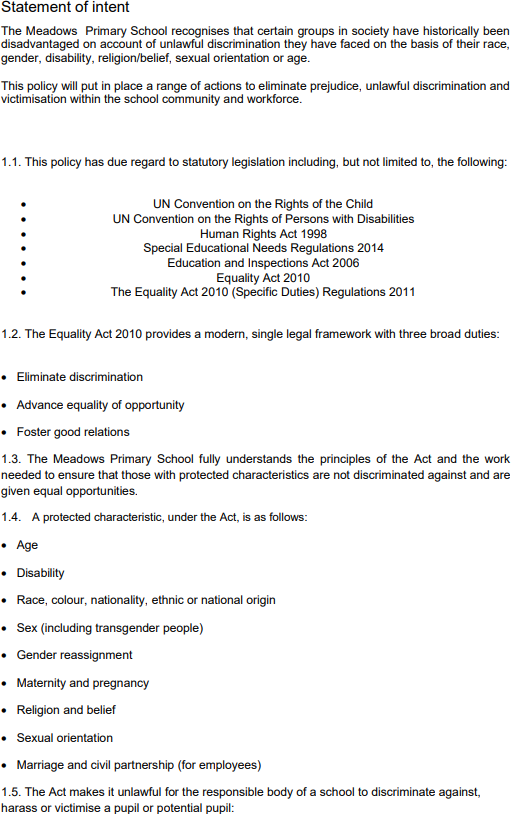 Statement of intent
The Meadows  Primary School recognises that certain groups in society have historically been
disadvantaged on account of unlawful discrimination they have faced on the basis of their race,
gender, disability, religion/belief, sexual orientation or age.
This policy will put in place a range of actions to eliminate prejudice, unlawful discrimination and
victimisation within the school community and workforce.
1.1. This policy has due regard to statutory legislation including, but not limited to, the following:
• UN Convention on the Rights of the Child
• UN Convention on the Rights of Persons with Disabilities
• Human Rights Act 1998
• Special Educational Needs Regulations 2014
• Education and Inspections Act 2006
• Equality Act 2010
• The Equality Act 2010 (Specific Duties) Regulations 2011
1.2. The Equality Act 2010 provides a modern, single legal framework with three broad duties:
• Eliminate discrimination
• Advance equality of opportunity
• Foster good relations
1.3. The Meadows Primary School fully understands the principles of the Act and the work
needed to ensure that those with protected characteristics are not discriminated against and are
given equal opportunities.
1.4. A protected characteristic, under the Act, is as follows:
• Age
• Disability
• Race, colour, nationality, ethnic or national origin
• Sex (including transgender people)
• Gender reassignment
• Maternity and pregnancy
• Religion and belief
• Sexual orientation
• Marriage and civil partnership (for employees)
1.5. The Act makes it unlawful for the responsible body of a school to discriminate against,
harass or victimise a pupil or potential pupil: